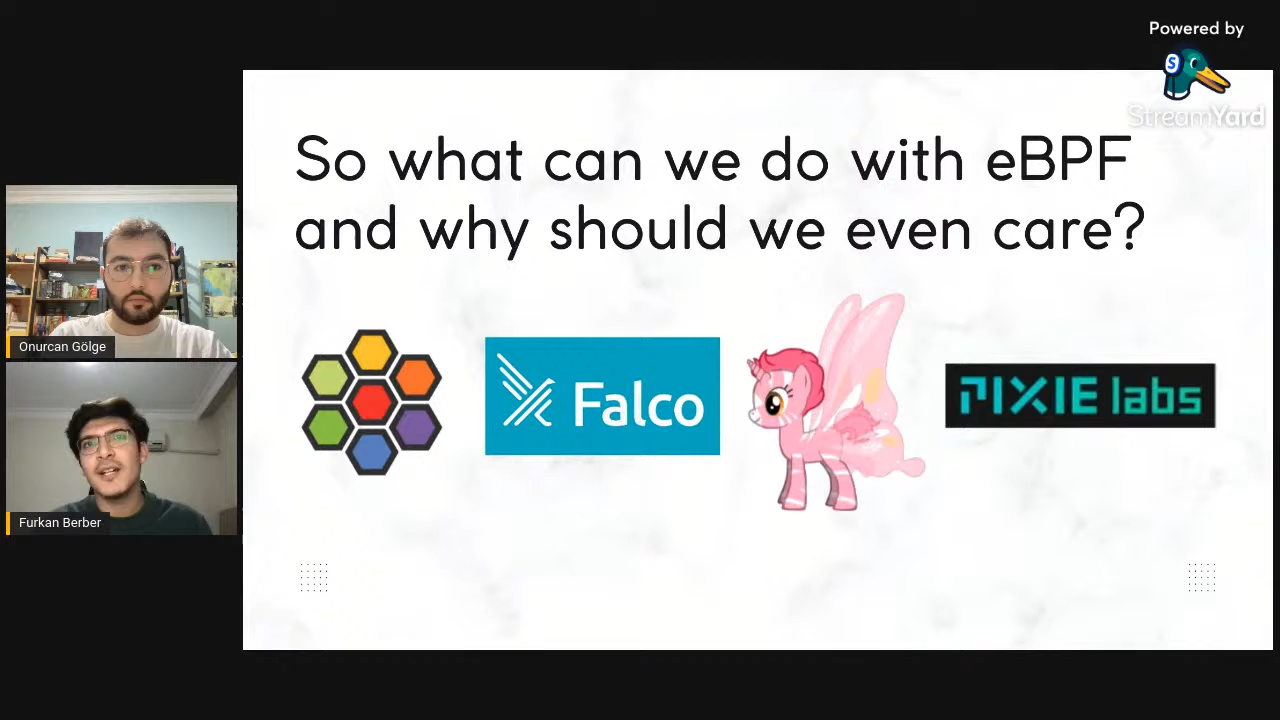 Powered by
StreamYard
So what can we do with eBPF
and why should we even care?
Falco
PIXIE labs
Onurcan Gölge
Furkan Berber